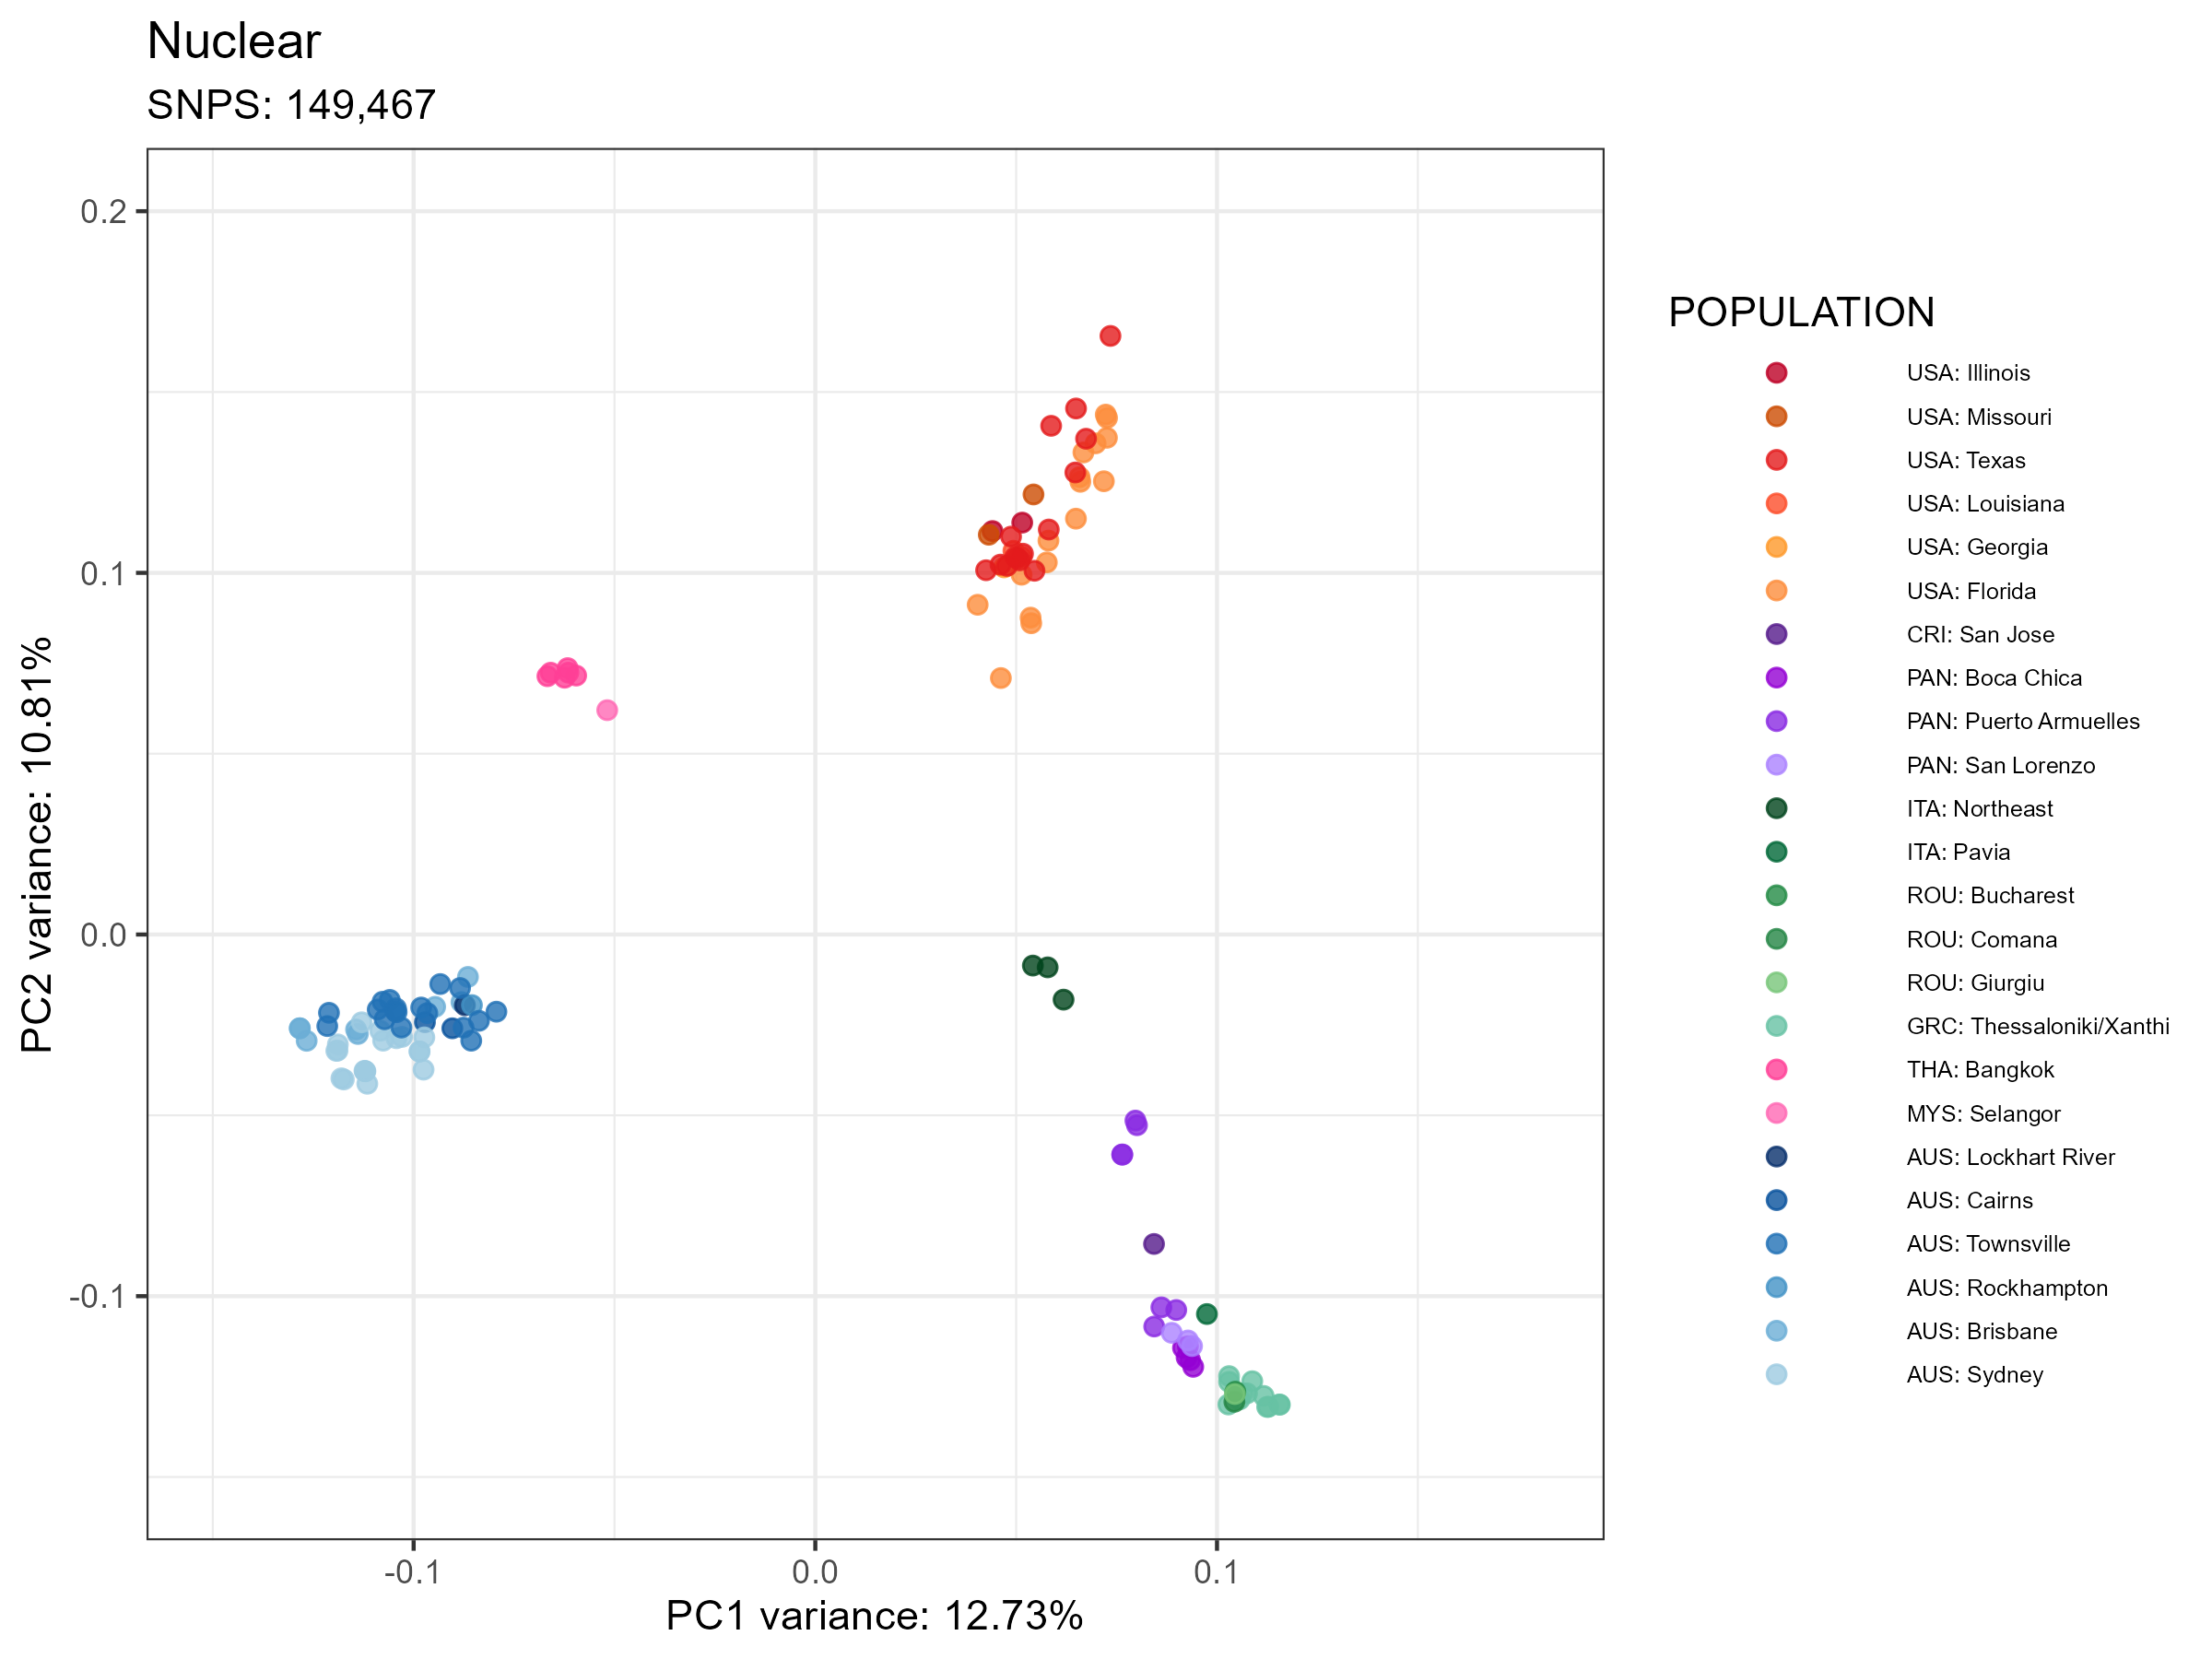 Nuclear
SNPS: 149,467
0.2
0.1
0.0
-0.1
PC2 variance: 10.81%
-0.1
0.0
0.1
PC1 variance: 12.73%
POPULATION
USA: Illinois
USA: Missouri
USA: Texas
USA: Louisiana
USA: Georgia
USA: Florida
CRI: San Jose
PAN: Boca Chica
PAN: Puerto Armuelles
PAN: San Lorenzo
ITA: Northeast
ITA: Pavia
ROU: Bucharest
ROU: Comana
ROU: Giurgiu
GRC: Thessaloniki/Xanthi
THA: Bangkok
MYS: Selangor
AUS: Lockhart River
AUS: Cairns
AUS: Townsville
AUS: Rockhampton
AUS: Brisbane
AUS: Sydney